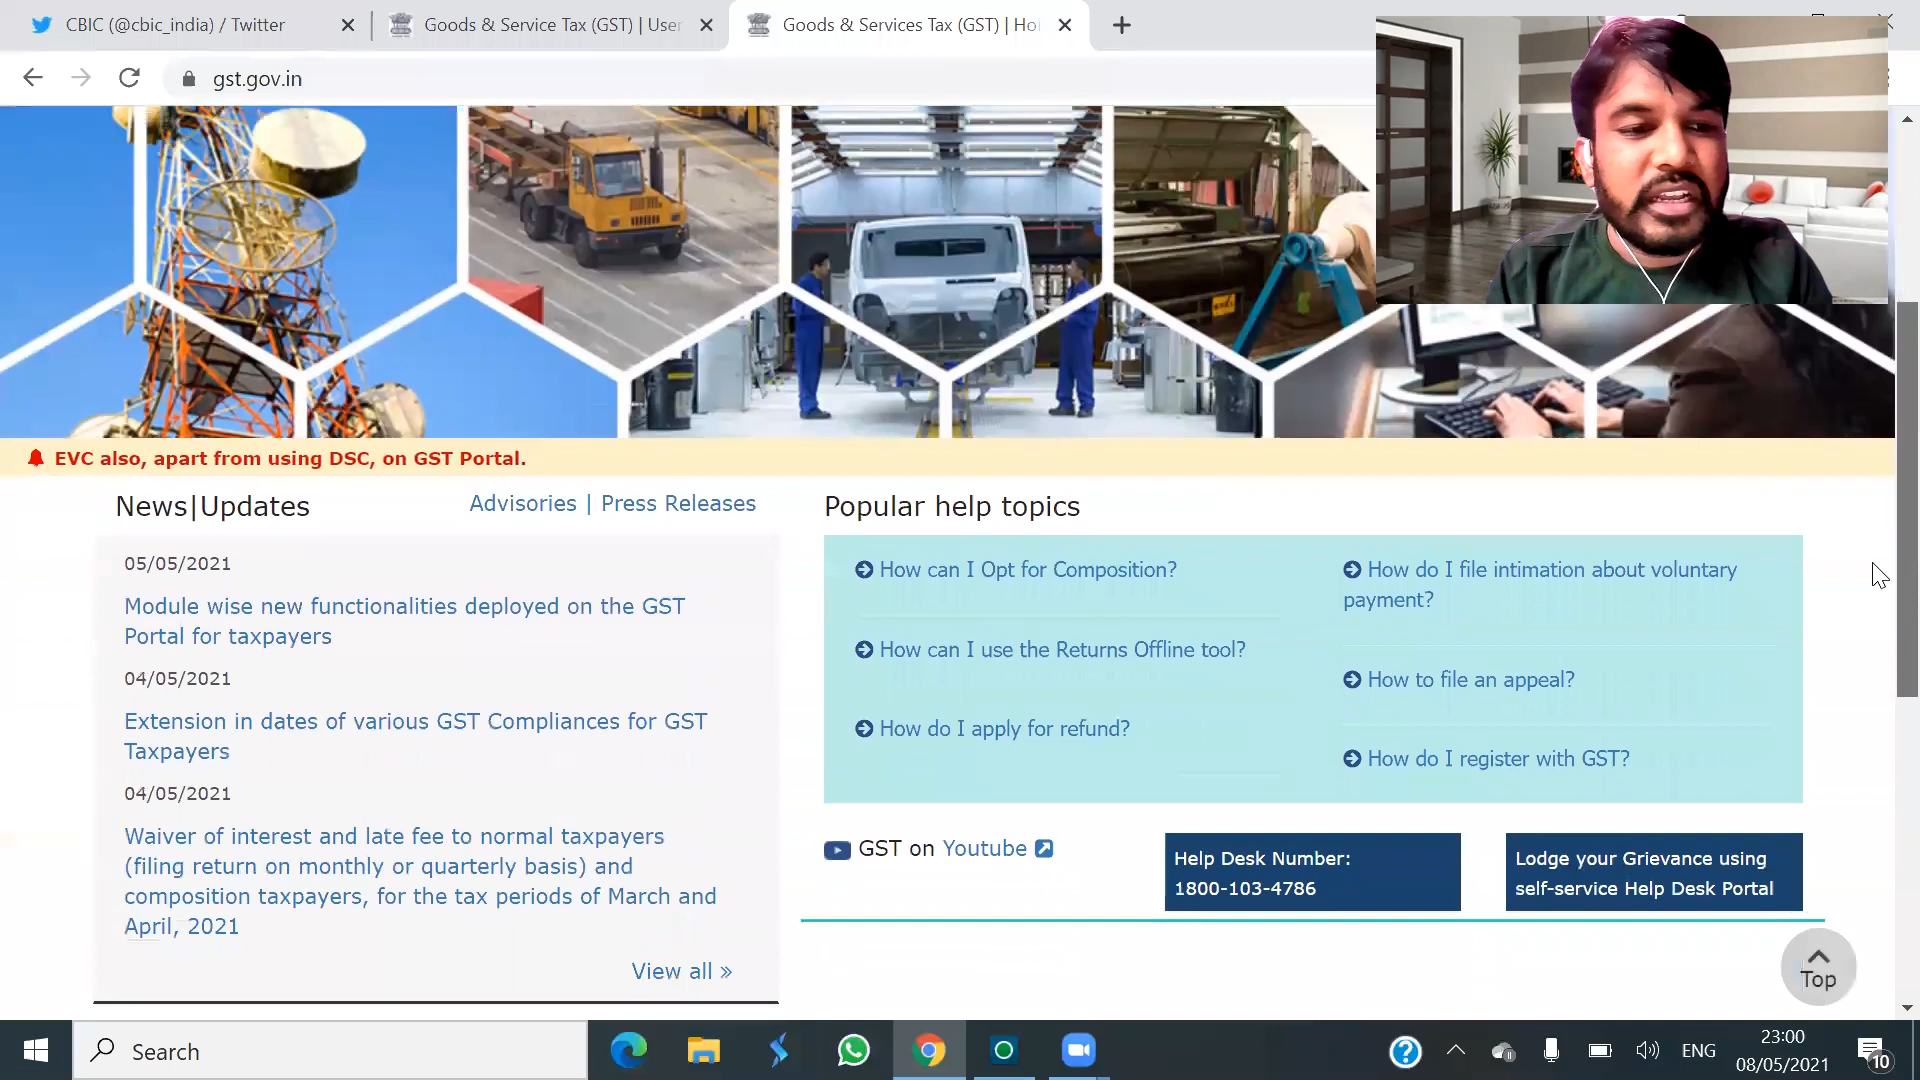 CBIC (@cbic_india) / Twitter
Goods & Service Tax (GST) | User
Goods & Services Tax (GST) | Ho
gst.gov.in
EVC also, apart from using DSC, on GST Portal.
News|Updates
Advisories | Press Releases
05/05/2021
Module wise new functionalities deployed on the GST
Portal for taxpayers
04/05/2021
Extension in dates of various GST Compliances for GST
Taxpayers
04/05/2021
Waiver of interest and late fee to normal taxpayers
(filing return on monthly or quarterly basis) and
composition taxpayers, for the tax periods of March and
April, 2021
View all »
Popular help topics
How can I Opt for Composition?
How can I use the Returns Offline tool?
How do I apply for refund?
How do I file intimation about voluntary
payment?
How to file an appeal?
How do I register with GST?
GST on Youtube
Help Desk Number:
1800-103-4786
Lodge your Grievance using
self-service Help Desk Portal
Top
Search
ENG
23:00
08/05/2021
10